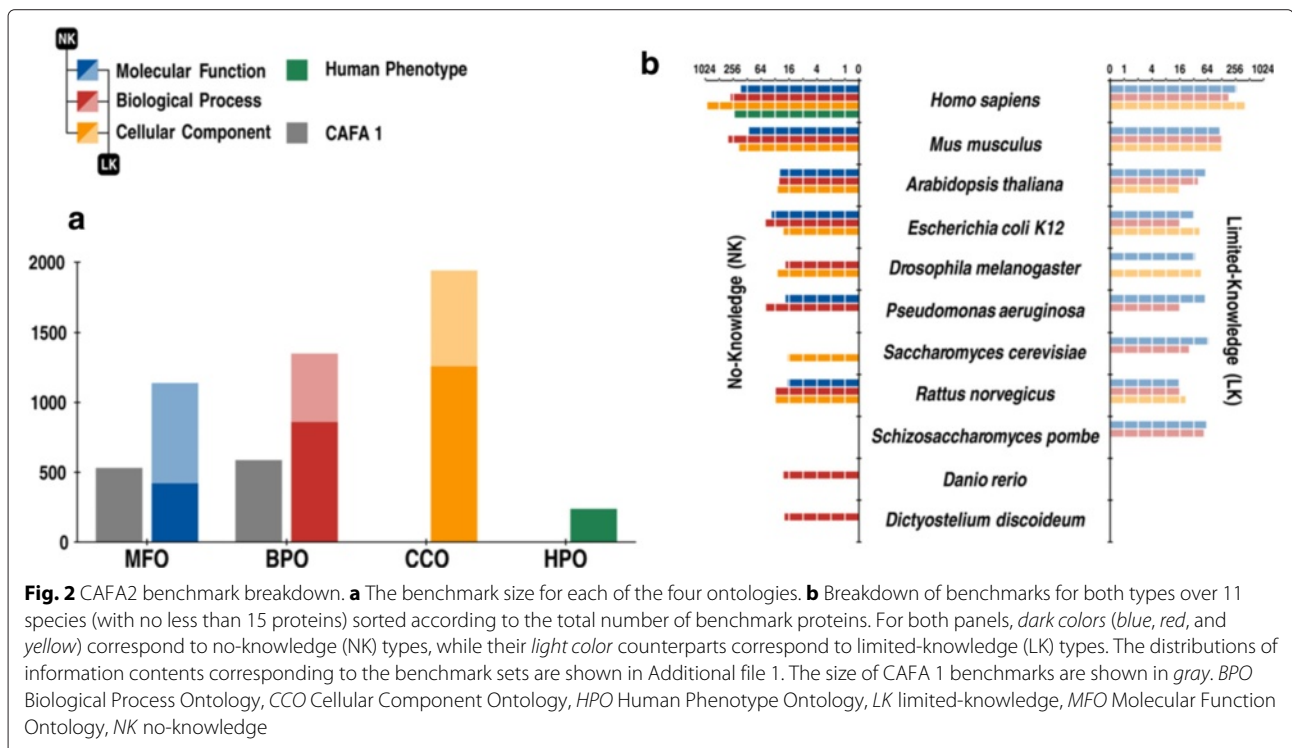 NK
Molecular Function
Human Phenotype
Biological Process
Cellular Component
CAFA 1
LK
a
2000
1500
1000
500
0
MFO BPO CCO HPO
b
1024 256 64 16 4 1 0
0 1 4 16 64 256 1024
No-Knowledge (NK)
Homo sapiens
Mus musculus
Arabidopsis thaliana
Escherichia coli K12
Drosophila melanogaster
Pseudomonas aeruginosa
Saccharomyces cerevisiae
Rattus norvegicus
Schizosaccharomyces pombe
Danio rerio
Dictyostelium discoideum
Limited-Knowledge (LK)
Fig. 2 CAFA2 benchmark breakdown. a The benchmark size for each of the four ontologies. b Breakdown of benchmarks for both types over 11
species (with no less than 15 proteins) sorted according to the total number of benchmark proteins. For both panels, dark colors (blue, red, and
yellow) correspond to no-knowledge (NK) types, while their light color counterparts correspond to limited-knowledge (LK) types. The distributions of
information contents corresponding to the benchmark sets are shown in Additional file 1. The size of CAFA 1 benchmarks are shown in gray. BPO
Biological Process Ontology, CCO Cellular Component Ontology, HPO Human Phenotype Ontology, LK limited-knowledge, MFO Molecular Function
Ontology, NK no-knowledge